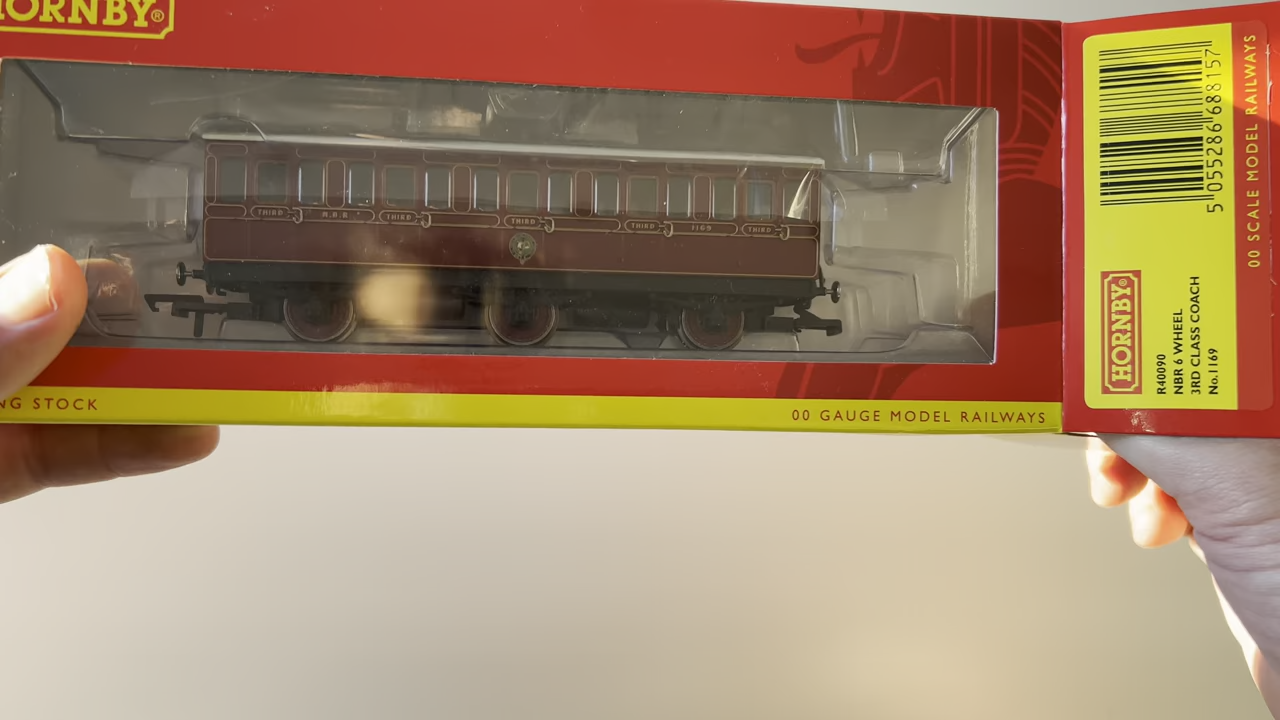 HORNBY®
THIRD N.B.R THIRD THIRD THIRD 1169 THIRD
NG STOCK
00 GAUGE MODEL RAILWAYS
5 055286 688157
HORNBY®
R40090
NBR 6 WHEEL
3RD CLASS COACH
No.1169
00 SCALE MODEL RAILWAYS